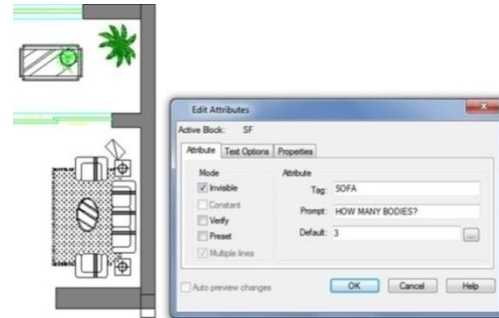 Edit Attributes
Active Block: SF
Attribute Text Options Properties
Mode
Invisible
Constant
Verify
Preset
Multiple lines
Attribute
Tag: SOFA
Prompt: HOW MANY BODIES?
Default: 3
...
Auto preview changes
OK Cancel Help